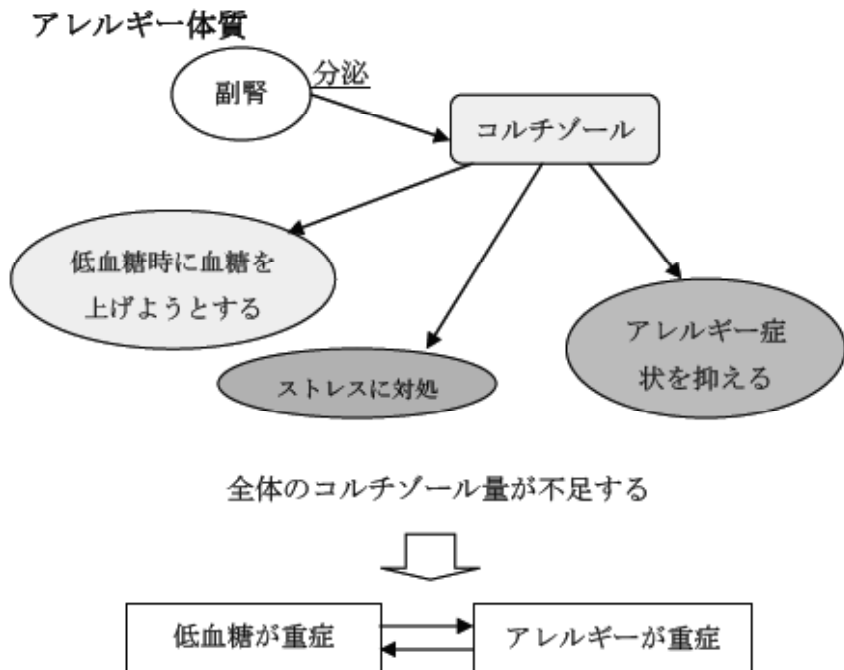 アレルギー体質
副腎
分泌
コルチゾール
低血糖時に血糖を
上げようとする
ストレスに対処
アレルギー症
状を抑える
全体のコルチゾール量が不足する
低血糖が重症
アレルギーが重症